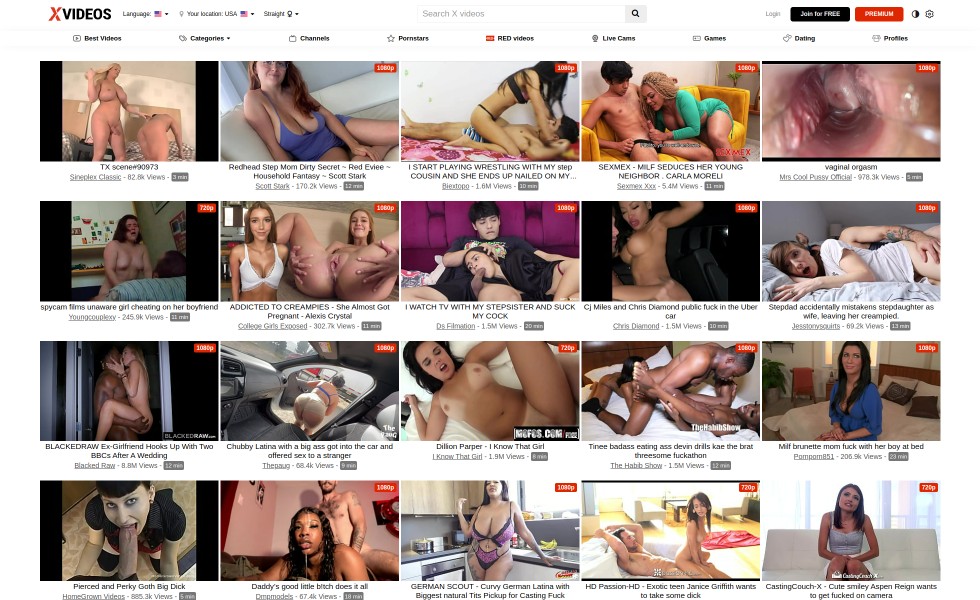 XVIDEOS Language: Your location: USA Straight Search X videos Login Join for FREE PREMIUM
Best Videos Categories Channels Pornstars RED videos Live Cams Games Dating Profiles
1080p 1080p 1080p 1080p
SEXMEX
TX scene#90973
Sineplex Classic - 82.8k Views - 3 min
Redhead Step Mom Dirty Secret ~ Red Eviee ~
Household Fantasy ~ Scott Stark
Scott Stark - 170.2k Views - 12 min
I START PLAYING WRESTLING WITH MY step
COUSIN AND SHE ENDS UP NAILED ON MY...
Biextopo - 1.6M Views - 10 min
SEXMEX - MILF SEDUCES HER YOUNG
NEIGHBOR . CARLA MORELI
Sexmex Xxx - 5.4M Views - 11 min
vaginal orgasm
Mrs Cool Pussy Official - 978.3k Views - 5 min
720p 1080p 1080p 1080p 1080p
spycam films unaware girl cheating on her boyfriend
Youngcouplexy - 245.9k Views - 11 min
ADDICTED TO CREAMPIES - She Almost Got
Pregnant - Alexis Crystal
College Girls Exposed - 302.7k Views - 11 min
I WATCH TV WITH MY STEPSISTER AND SUCK
MY COCK
Ds Filmation - 1.5M Views - 20 min
Cj Miles and Chris Diamond public fuck in the Uber
car
Chris Diamond - 1.5M Views - 10 min
Stepdad accidentally mistakens stepdaughter as
wife, leaving her creampied.
Jesstonysquirts - 69.2k Views - 13 min
1080p 1080p 720p 1080p 1080p
BLACKEDRAW.com
The
MOFOS.COM
TheHabibShow
BLACKEDRAW Ex-Girlfriend Hooks Up With Two
BBCs After A Wedding
Blacked Raw - 8.8M Views - 12 min
Chubby Latina with a big ass got into the car and
offered sex to a stranger
Thepaug - 68.4k Views - 9 min
Dillion Parper - I Know That Girl
I Know That Girl - 1.9M Views - 8 min
Tinee badass eating ass devin drills kae the brat
threesome fuckathon
The Habib Show - 1.5M Views - 12 min
Milf brunette mom fuck with her boy at bed
Pornporn851 - 206.9k Views - 23 min
1080p 1080p 720p 720p
CastingCouch-X
Pierced and Perky Goth Big Dick
HomeGrown Videos - 885.3k Views - 5 min
Daddy's good little b!tch does it all
Dmpmodels - 67.4k Views - 18 min
GERMAN SCOUT - Curvy German Latina with
Biggest natural Tits Pickup for Casting Fuck
HD Passion-HD - Exotic teen Janice Griffith wants
to take some dick
CastingCouch-X - Cute smiley Aspen Reign wants
to get fucked on camera